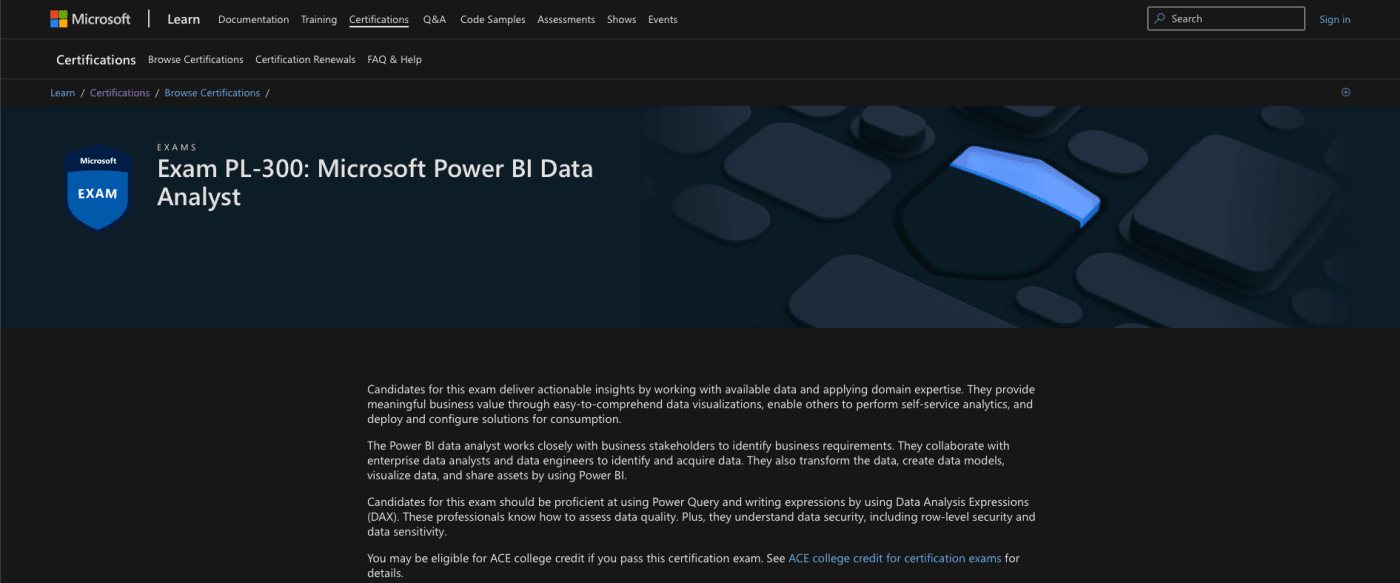 Microsoft | Learn Documentation Training Certifications Q&A Code Samples Assessments Shows Events Search Sign in
Certifications Browse Certifications Certification Renewals FAQ & Help
Learn / Certifications / Browse Certifications /
EXAMS
Microsoft
EXAM
Exam PL-300: Microsoft Power BI Data
Analyst
Candidates for this exam deliver actionable insights by working with available data and applying domain expertise. They provide
meaningful business value through easy-to-comprehend data visualizations, enable others to perform self-service analytics, and
deploy and configure solutions for consumption.
The Power BI data analyst works closely with business stakeholders to identify business requirements. They collaborate with
enterprise data analysts and data engineers to identify and acquire data. They also transform the data, create data models,
visualize data, and share assets by using Power BI.
Candidates for this exam should be proficient at using Power Query and writing expressions by using Data Analysis Expressions
(DAX). These professionals know how to assess data quality. Plus, they understand data security, including row-level security and
data sensitivity.
You may be eligible for ACE college credit if you pass this certification exam. See ACE college credit for certification exams for
details.